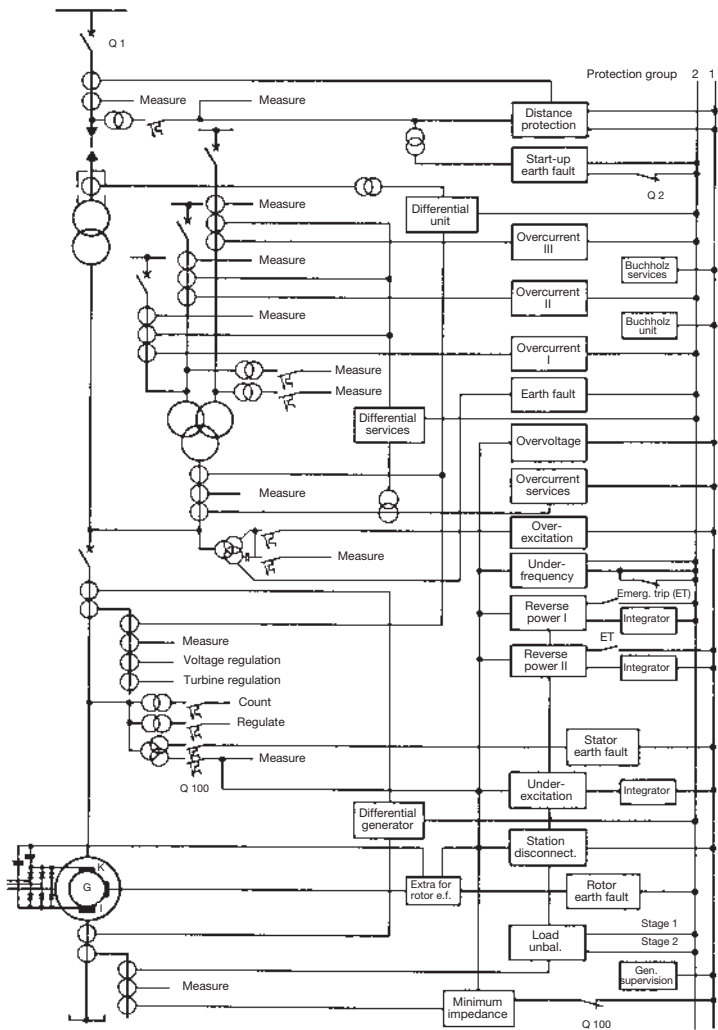 Q 1
Protection group 2 1
Measure Measure
Distance
protection
Start-up
earth fault
Q 2
Measure
Differential
unit
Overcurrent
III
Measure
Buchholz
services
Overcurrent
II
Measure
Buchholz
unit
Overcurrent
I
Measure
Measure
Earth fault
Differential
services
Overvoltage
Measure
Overcurrent
services
Over-
excitation
Measure
Under-
frequency
Emerg. trip (ET)
Reverse
power I
Integrator
Measure
ET
Voltage regulation
Reverse
power II
Integrator
Turbine regulation
Count
Regulate
Stator
earth fault
Measure
Q 100
Under-
excitation
Integrator
Differential
generator
Station
disconnect.
K
G
I
Extra for
rotor e.f.
Rotor
earth fault
Stage 1
Load
unbal.
Stage 2
Gen.
supervision
Measure
Minimum
impedance
Q 100